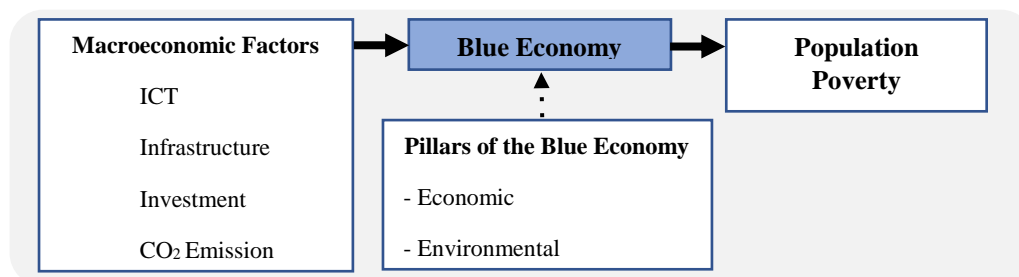 Macroeconomic Factors
ICT
Infrastructure
Investment
CO₂ Emission
Blue Economy
Pillars of the Blue Economy
- Economic
- Environmental
Population
Poverty